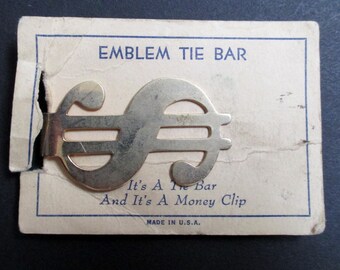 EMBLEM TIE BAR
It's A Tie Bar
And It's A Money Clip
MADE IN U.S.A.